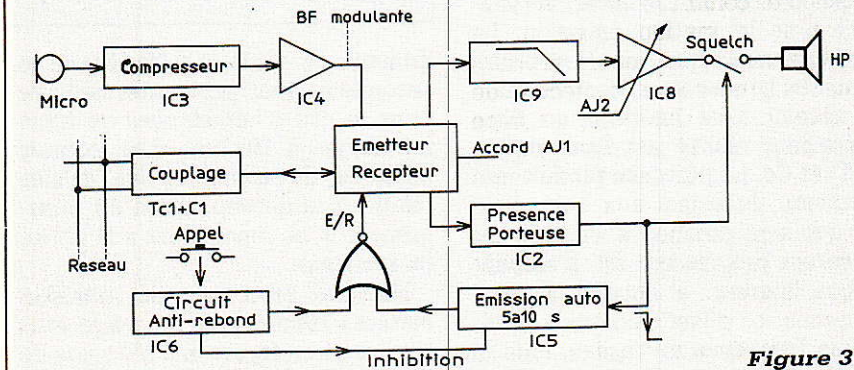 BF modulante
Squelch
Micro
Compresseur
IC3
IC4
IC9
IC8
AJ2
HP
Couplage
Tc1+C1
Emetteur
Recepteur
Accord AJ1
Presence
Porteuse
IC2
E/R
Reseau
Appel
Circuit
Anti-rebond
IC6
Emission auto
5a10 s
IC5
Inhibition
Figure 3